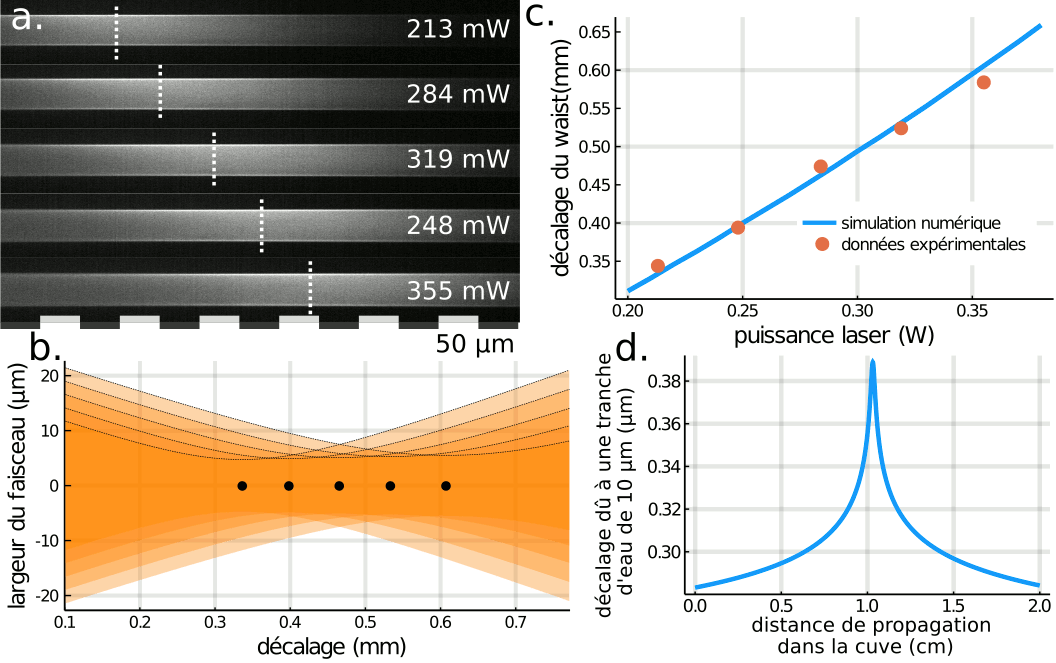 a.
213 mW
284 mW
319 mW
248 mW
355 mW
50 µm
b.
largeur du faisceau (µm)
20
10
0
-10
-20
0.1 0.2 0.3 0.4 0.5 0.6 0.7
décalage (mm)
c.
décalage du waist(mm)
0.65
0.60
0.55
0.50
0.45
0.40
0.35
simulation numérique
données expérimentales
0.20 0.25 0.30 0.35
puissance laser (W)
d.
décalage dû à une tranche
d'eau de 10 µm (µm)
0.38
0.36
0.34
0.32
0.30
0.0 0.5 1.0 1.5 2.0
distance de propagation
dans la cuve (cm)